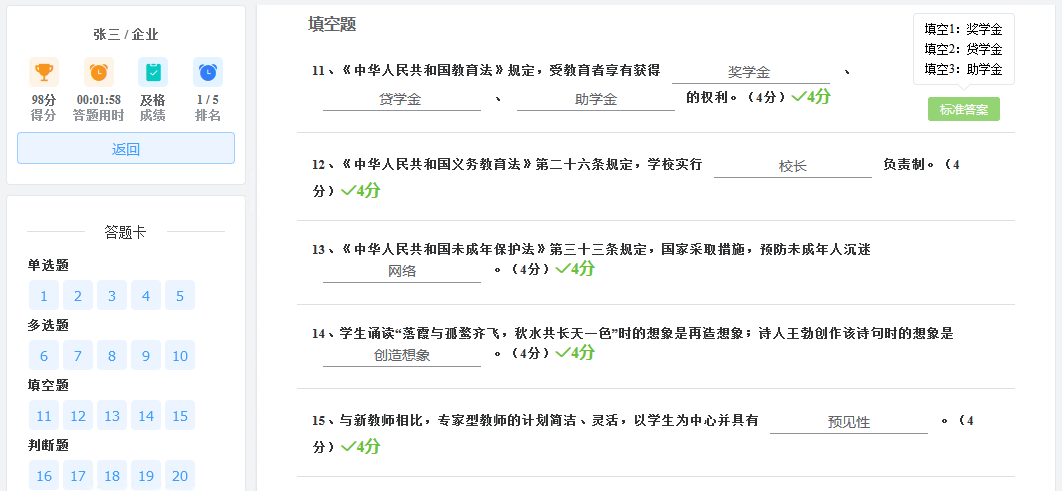 张三 / 企业
98分
00:01:58
及格
1 / 5
得分
答题用时
成绩
排名
返回
答题卡
单选题
1 2 3 4 5
多选题
6 7 8 9 10
填空题
11 12 13 14 15
判断题
16 17 18 19 20
填空题
填空1：奖学金
填空2：贷学金
填空3：助学金
标准答案
11、《中华人民共和国教育法》规定，受教育者享有获得 奖学金 、
贷学金 、 助学金 的权利。（4分）4分
12、《中华人民共和国义务教育法》第二十六条规定，学校实行 校长 负责制。（4
分）4分
13、《中华人民共和国未成年保护法》第三十三条规定，国家采取措施，预防未成年人沉迷
网络 。（4分）4分
14、学生诵读“落霞与孤鹜齐飞，秋水共长天一色”时的想象是再造想象；诗人王勃创作该诗句时的想象是
创造想象 。（4分）4分
15、与新教师相比，专家型教师的计划简洁、灵活，以学生为中心并具有 预见性 。（4
分）4分